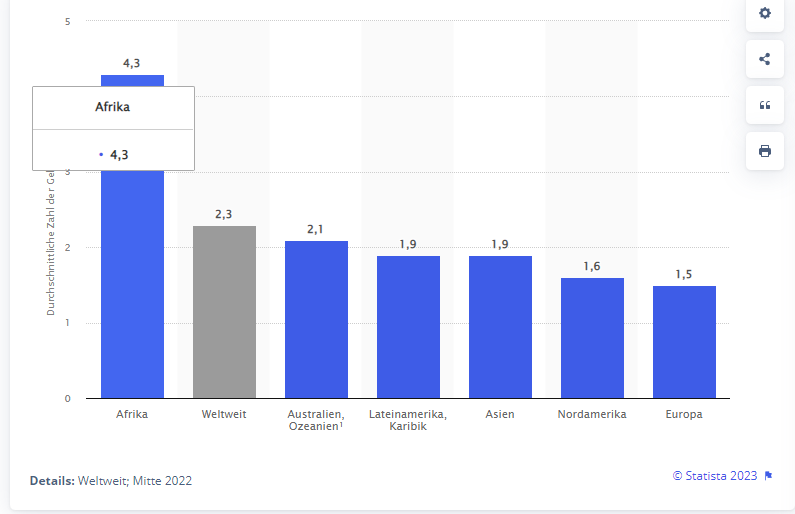 5
4,3
Afrika
4,3
3
Durchschnittliche Zahl der
2,3
2,1
1,9
1,9
1,6
1,5
2
1
0
Afrika
Weltweit
Australien,
Ozeanien¹
Lateinamerika,
Karibik
Asien
Nordamerika
Europa
Details: Weltweit; Mitte 2022
© Statista 2023